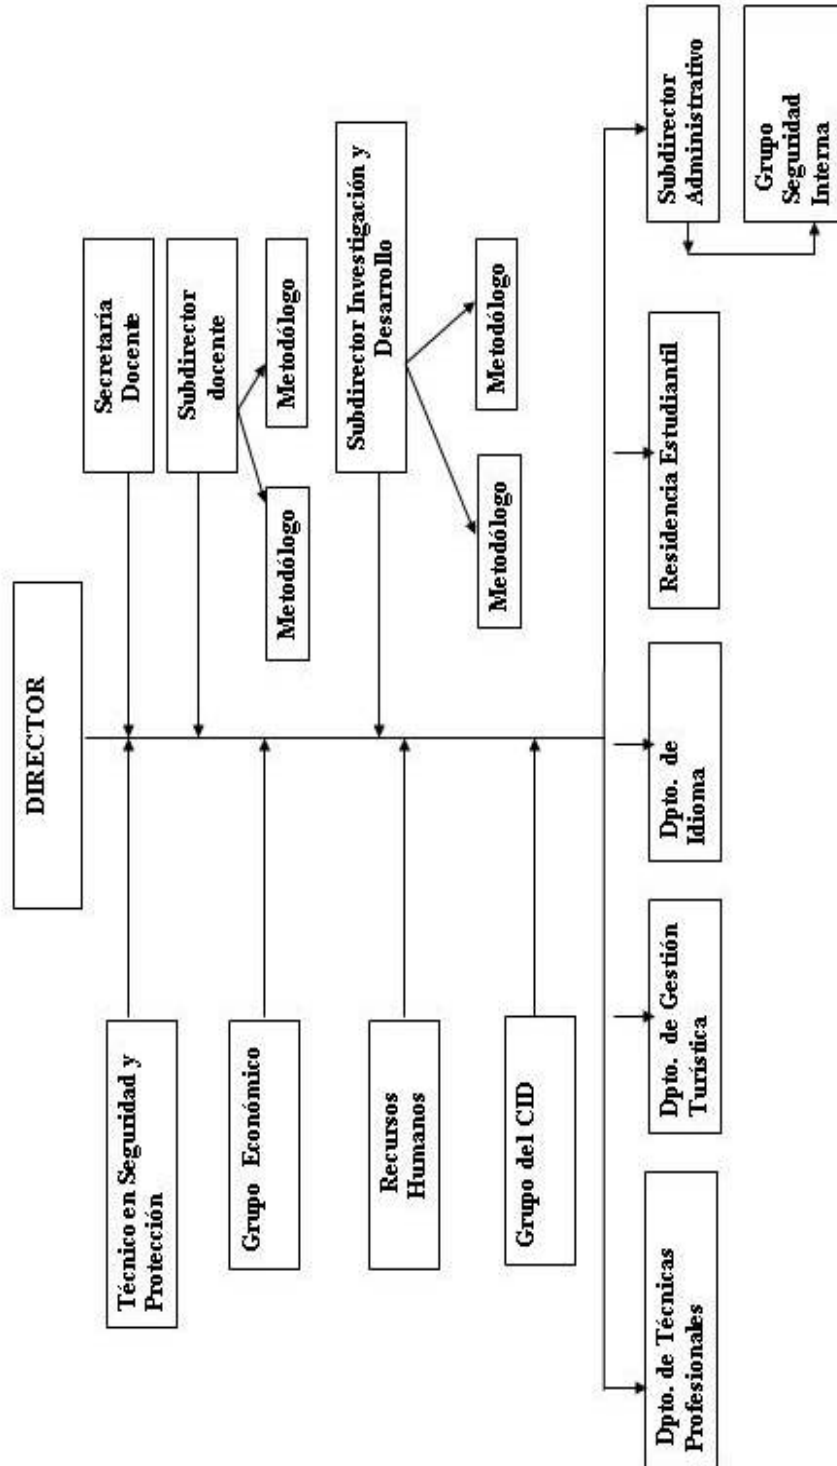 DIRECTOR
Técnico en Seguridad y
Protección
Secretaría
Docente
Subdirector
docente
Grupo Económico
Metodólogo
Metodólogo
Recursos
Humanos
Subdirector Investigación y
Desarrollo
Grupo del CID
Metodólogo
Metodólogo
Dpto. de Técnicas
Profesionales
Dpto. de Gestión
Turística
Dpto. de
Idioma
Residencia Estudiantil
Subdirector
Administrativo
Grupo
Seguridad
Interna